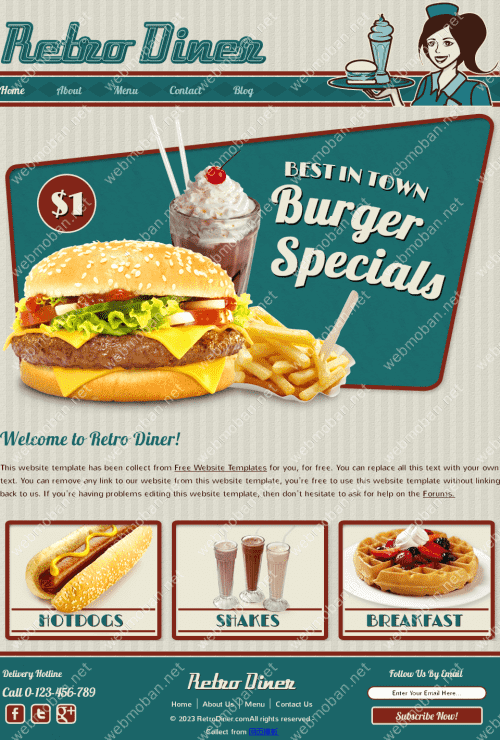 Retro Diner
Home About Menu Contact Blog
$1
BEST IN TOWN
Burger
Specials
Welcome to Retro Diner!
This website template has been collect from Free Website Templates for you, for free. You can replace all this text with your own
text. You can remove any link to our website from this website template, you're free to use this website template without linking
back to us. If you're having problems editing this website template, then don't hesitate to ask for help on the Forums.
HOTDOGS
SHAKES
BREAKFAST
Delivery Hotline
Call 0-123-456-789
Retro Diner
Home | About us | Menu | Contact Us
© 2023 RetroDiner.comAll rights reserved
Collect from
Follow Us By Email
Enter Your Email Here...
Subscribe Now!
webmoban.net